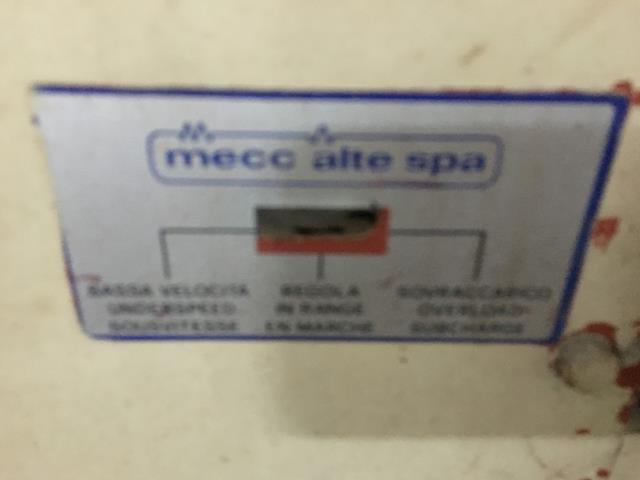 mecc alte spa
BASSA VELOCITA REGOLA SOVRACCARICO
UNDERSPEED IN RANGE OVERLOAD
SOUSVITESSE EN MARCHE SURCHARGE